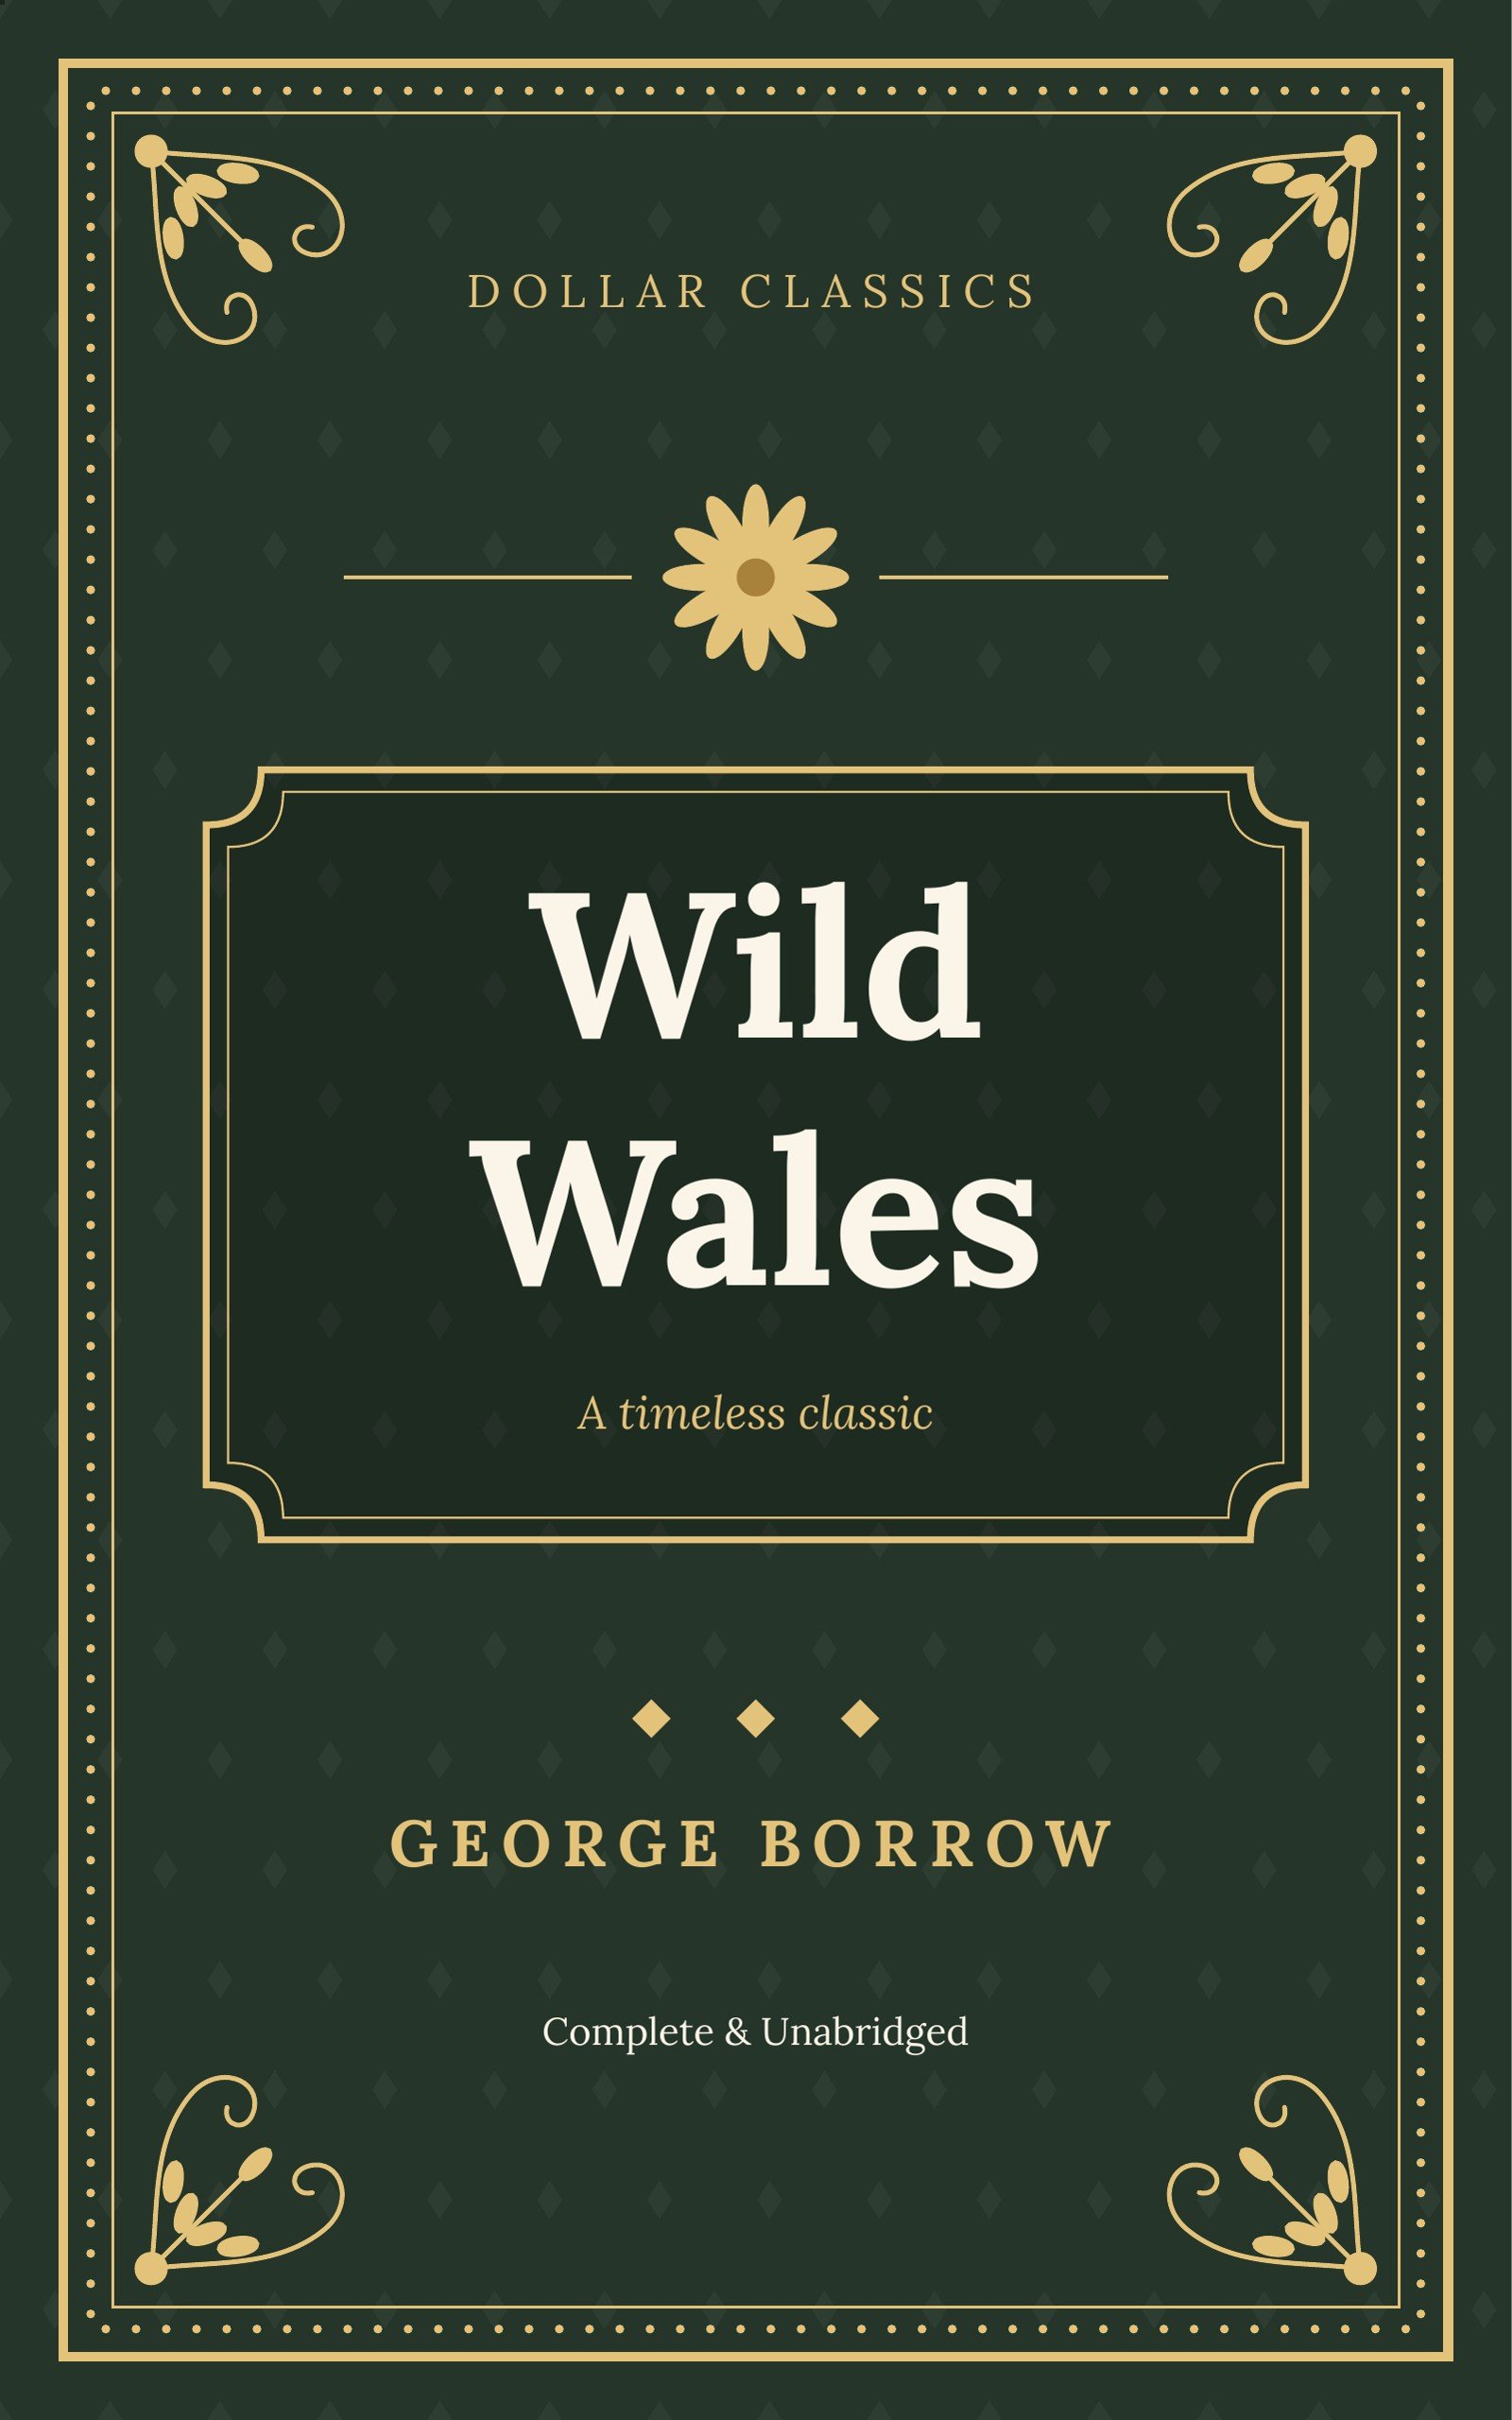 DOLLAR CLASSICS
Wild
Wales
A timeless classic
GEORGE BORROW
Complete & Unabridged